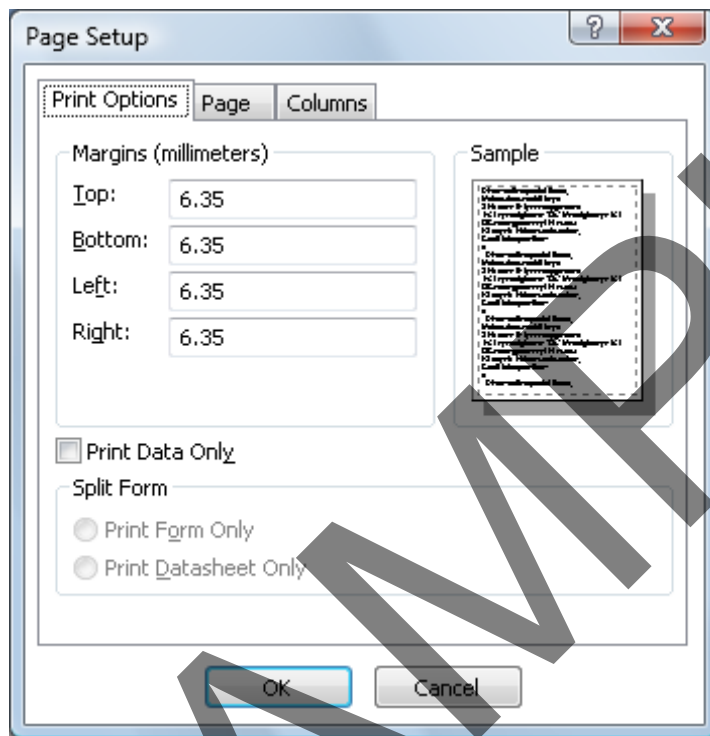 Page Setup
?
Print Options Page Columns
Margins (millimeters)
Top: 6.35
Bottom: 6.35
Left: 6.35
Right: 6.35
Sample
Print Data Only
Split Form
Print Form Only
Print Datasheet Only
OK Cancel